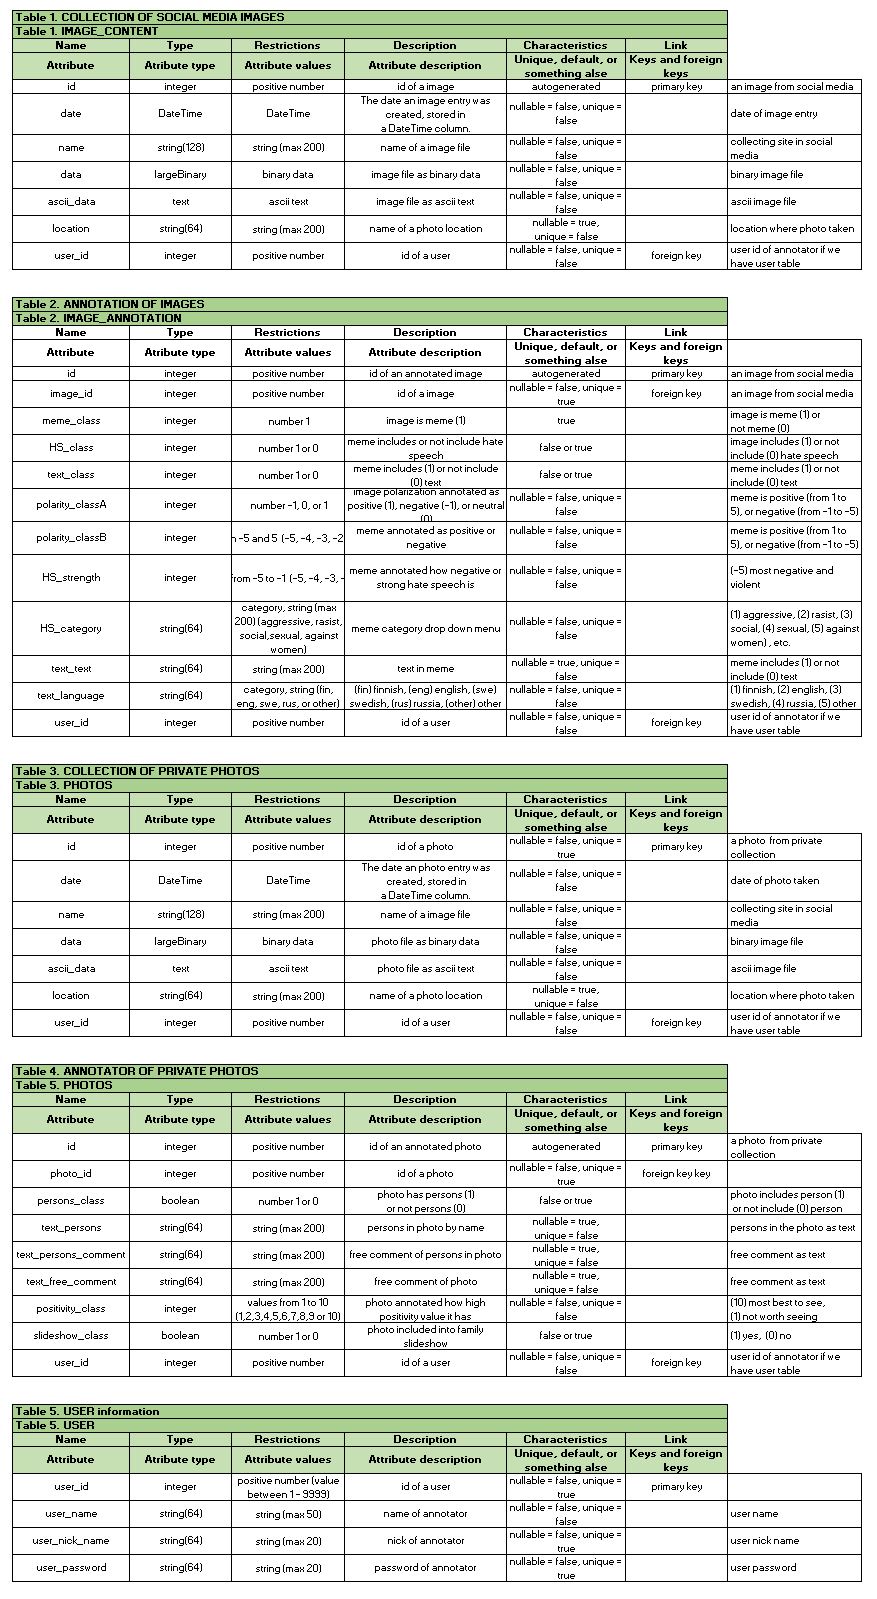 Table 1. COLLECTION OF SOCIAL MEDIA IMAGES
Table 1. IMAGE_CONTENT
Name Type Restrictions Description Characteristics Link
Attribute Atribute type Attribute values Attribute description Unique, default, or something alse Keys and foreign keys
id integer positive number id of a image autogenerated primary key an image from social media
date DateTime DateTime The date an image entry was created, stored in a DateTime column. nullable = false, unique = false date of image entry
name string(128) string (max 200) name of a image file nullable = false, unique = false collecting site in social media
data largeBinary binary data image file as binary data nullable = false, unique = false binary image file
ascii_data text ascii text image file as ascii text nullable = false, unique = false ascii image file
location string(64) string (max 200) name of a photo location nullable = true, unique = false location where photo taken
user_id integer positive number id of a user nullable = false, unique = false foreign key user id of annotator if we have user table
Table 2. ANNOTATION OF IMAGES
Table 2. IMAGE_ANNOTATION
Name Type Restrictions Description Characteristics Link
Attribute Atribute type Attribute values Attribute description Unique, default, or something alse Keys and foreign keys
id integer positive number id of an annotated image autogenerated primary key an image from social media
image_id integer positive number id of a image nullable = false, unique = true foreign key an image from social media
meme_class integer number 1 image is meme (1) true image is meme (1) or not meme (0)
HS_class integer number 1 or 0 meme includes or not include hate speech false or true image includes (1) or not include (0) hate speech
text_class integer number 1 or 0 meme includes (1) or not include (0) text false or true meme includes (1) or not include (0) text
polarity_classA integer number -1, 0, or 1 image polarization annotated as positive (1), negative (-1), or neutral (0) nullable = false, unique = false meme is positive (from 1 to 5), or negative (from -1 to -5)
polarity_classB integer n -5 and 5 (-5, -4, -3, -2 meme annotated as positive or negative nullable = false, unique = false meme is positive (from 1 to 5), or negative (from -1 to -5)
HS_strength integer from -5 to -1 (-5, -4, -3, - meme annotated how negative or strong hate speech is nullable = false, unique = false (-5) most negative and violent
HS_category string(64) category, string (max 200) (aggressive, rasist, social,sexual, against women) meme category drop down menu nullable = false, unique = false (1) aggressive, (2) rasist, (3) social, (4) sexual, (5) against women) , etc.
text_text string(64) string (max 200) text in meme nullable = true, unique = false meme includes (1) or not include (0) text
text_language string(64) category, string (fin, eng, swe, rus, or other) (fin) finnish, (eng) english, (swe) swedish, (rus) russia, (other) other nullable = false, unique = false (1) finnish, (2) english, (3) swedish, (4) russia, (5) other
user_id integer positive number id of a user nullable = false, unique = false foreign key user id of annotator if we have user table
Table 3. COLLECTION OF PRIVATE PHOTOS
Table 3. PHOTOS
Name Type Restrictions Description Characteristics Link
Attribute Atribute type Attribute values Attribute description Unique, default, or something alse Keys and foreign keys
id integer positive number id of a photo nullable = false, unique = true primary key a photo from private collection
date DateTime DateTime The date an photo entry was created, stored in a DateTime column. nullable = false, unique = false date of photo taken
name string(128) string (max 200) name of a image file nullable = false, unique = false collecting site in social media
data largeBinary binary data photo file as binary data nullable = false, unique = false binary image file
ascii_data text ascii text photo file as ascii text nullable = false, unique = false ascii image file
location string(64) string (max 200) name of a photo location nullable = true, unique = false location where photo taken
user_id integer positive number id of a user nullable = false, unique = false foreign key user id of annotator if we have user table
Table 4. ANNOTATOR OF PRIVATE PHOTOS
Table 5. PHOTOS
Name Type Restrictions Description Characteristics Link
Attribute Atribute type Attribute values Attribute description Unique, default, or something alse Keys and foreign keys
id integer positive number id of an annotated photo autogenerated primary key a photo from private collection
photo_id integer positive number id of a photo nullable = false, unique = true foreign key key
persons_class boolean number 1 or 0 photo has persons (1) or not persons (0) false or true photo includes person (1) or not include (0) person
text_persons string(64) string (max 200) persons in photo by name nullable = true, unique = false persons in the photo as text
text_persons_comment string(64) string (max 200) free comment of persons in photo nullable = true, unique = false free comment as text
text_free_comment string(64) string (max 200) free comment of photo nullable = true, unique = false free comment as text
positivity_class integer values from 1 to 10 (1,2,3,4,5,6,7,8,9 or 10) photo annotated how high positivity value it has nullable = false, unique = false (10) most best to see, (1) not worth seeing
slideshow_class boolean number 1 or 0 photo included into family slideshow false or true (1) yes, (0) no
user_id integer positive number id of a user nullable = false, unique = false foreign key user id of annotator if we have user table
Table 5. USER information
Table 5. USER
Name Type Restrictions Description Characteristics Link
Attribute Atribute type Attribute values Attribute description Unique, default, or something alse Keys and foreign keys
user_id integer positive number (value between 1 - 9999) id of a user nullable = false, unique = true primary key
user_name string(64) string (max 50) name of annotator nullable = false, unique = false user name
user_nick_name string(64) string (max 20) nick of annotator nullable = false, unique = true user nick name
user_password string(64) string (max 20) password of annotator nullable = false, unique = true user password